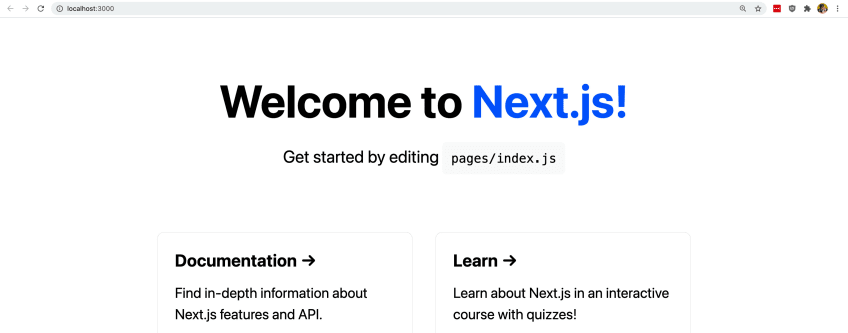 localhost:3000
Welcome to Next.js!
Get started by editing pages/index.js
Documentation →
Find in-depth information about
Next.js features and API.
Learn →
Learn about Next.js in an interactive
course with quizzes!